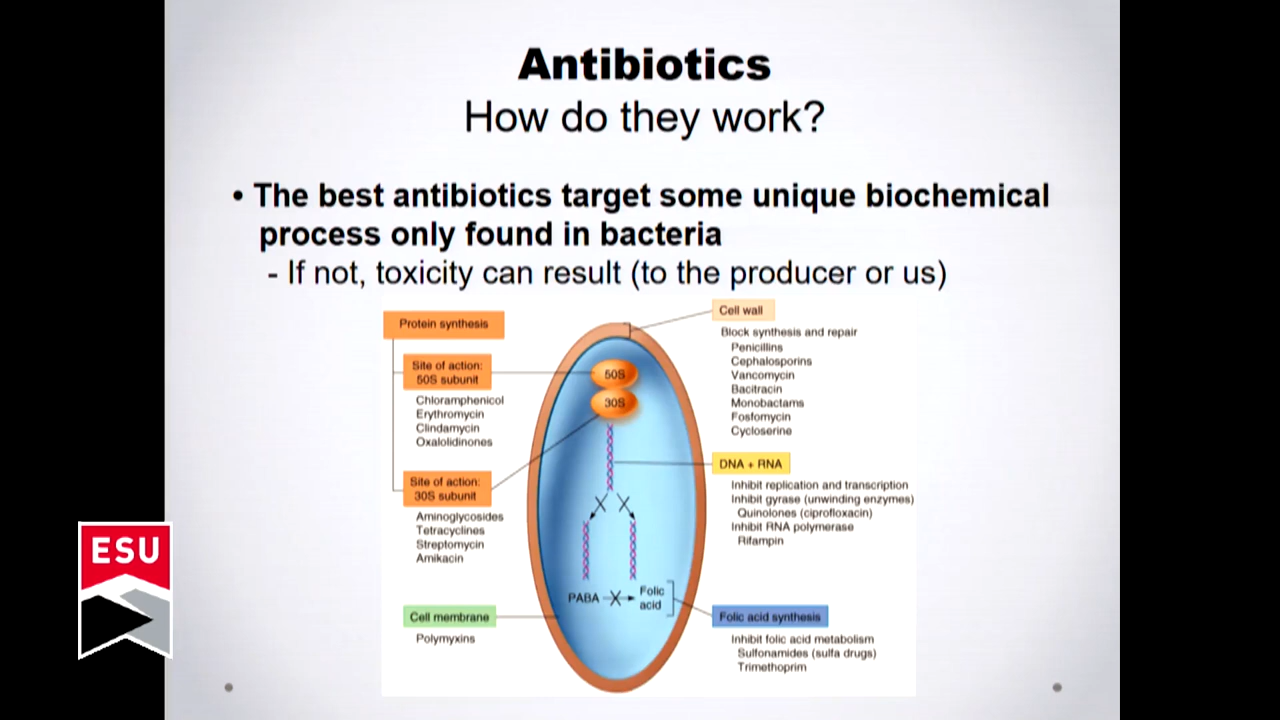 Antibiotics
How do they work?
• The best antibiotics target some unique biochemical
process only found in bacteria
- If not, toxicity can result (to the producer or us)
Protein synthesis
Site of action:
50S subunit
Chloramphenicol
Erythromycin
Clindamycin
Oxalolidinones
Site of action:
30S subunit
Aminoglycosides
Tetracyclines
Streptomycin
Amikacin
Cell membrane
Polymyxins
50S
30S
PABA
Folic
acid
Cell wall
Block synthesis and repair
Penicillins
Cephalosporins
Vancomycin
Bacitracin
Monobactams
Fosfomycin
Cycloserine
DNA + RNA
Inhibit replication and transcription
Inhibit gyrase (unwinding enzymes)
Quinolones (ciprofloxacin)
Inhibit RNA polymerase
Rifampin
Folic acid synthesis
Inhibit folic acid metabolism
Sulfonamides (sulfa drugs)
Trimethoprim
ESU